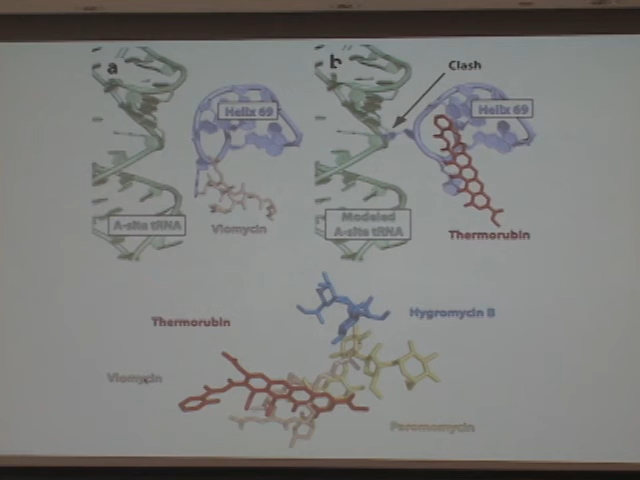 a
b
Clash
Helix 69
Helix 69
A-site tRNA
Viomycin
Modeled
A-site tRNA
Thermorubin
Thermorubin
Hygromycin B
Viomycin
Paromomycin